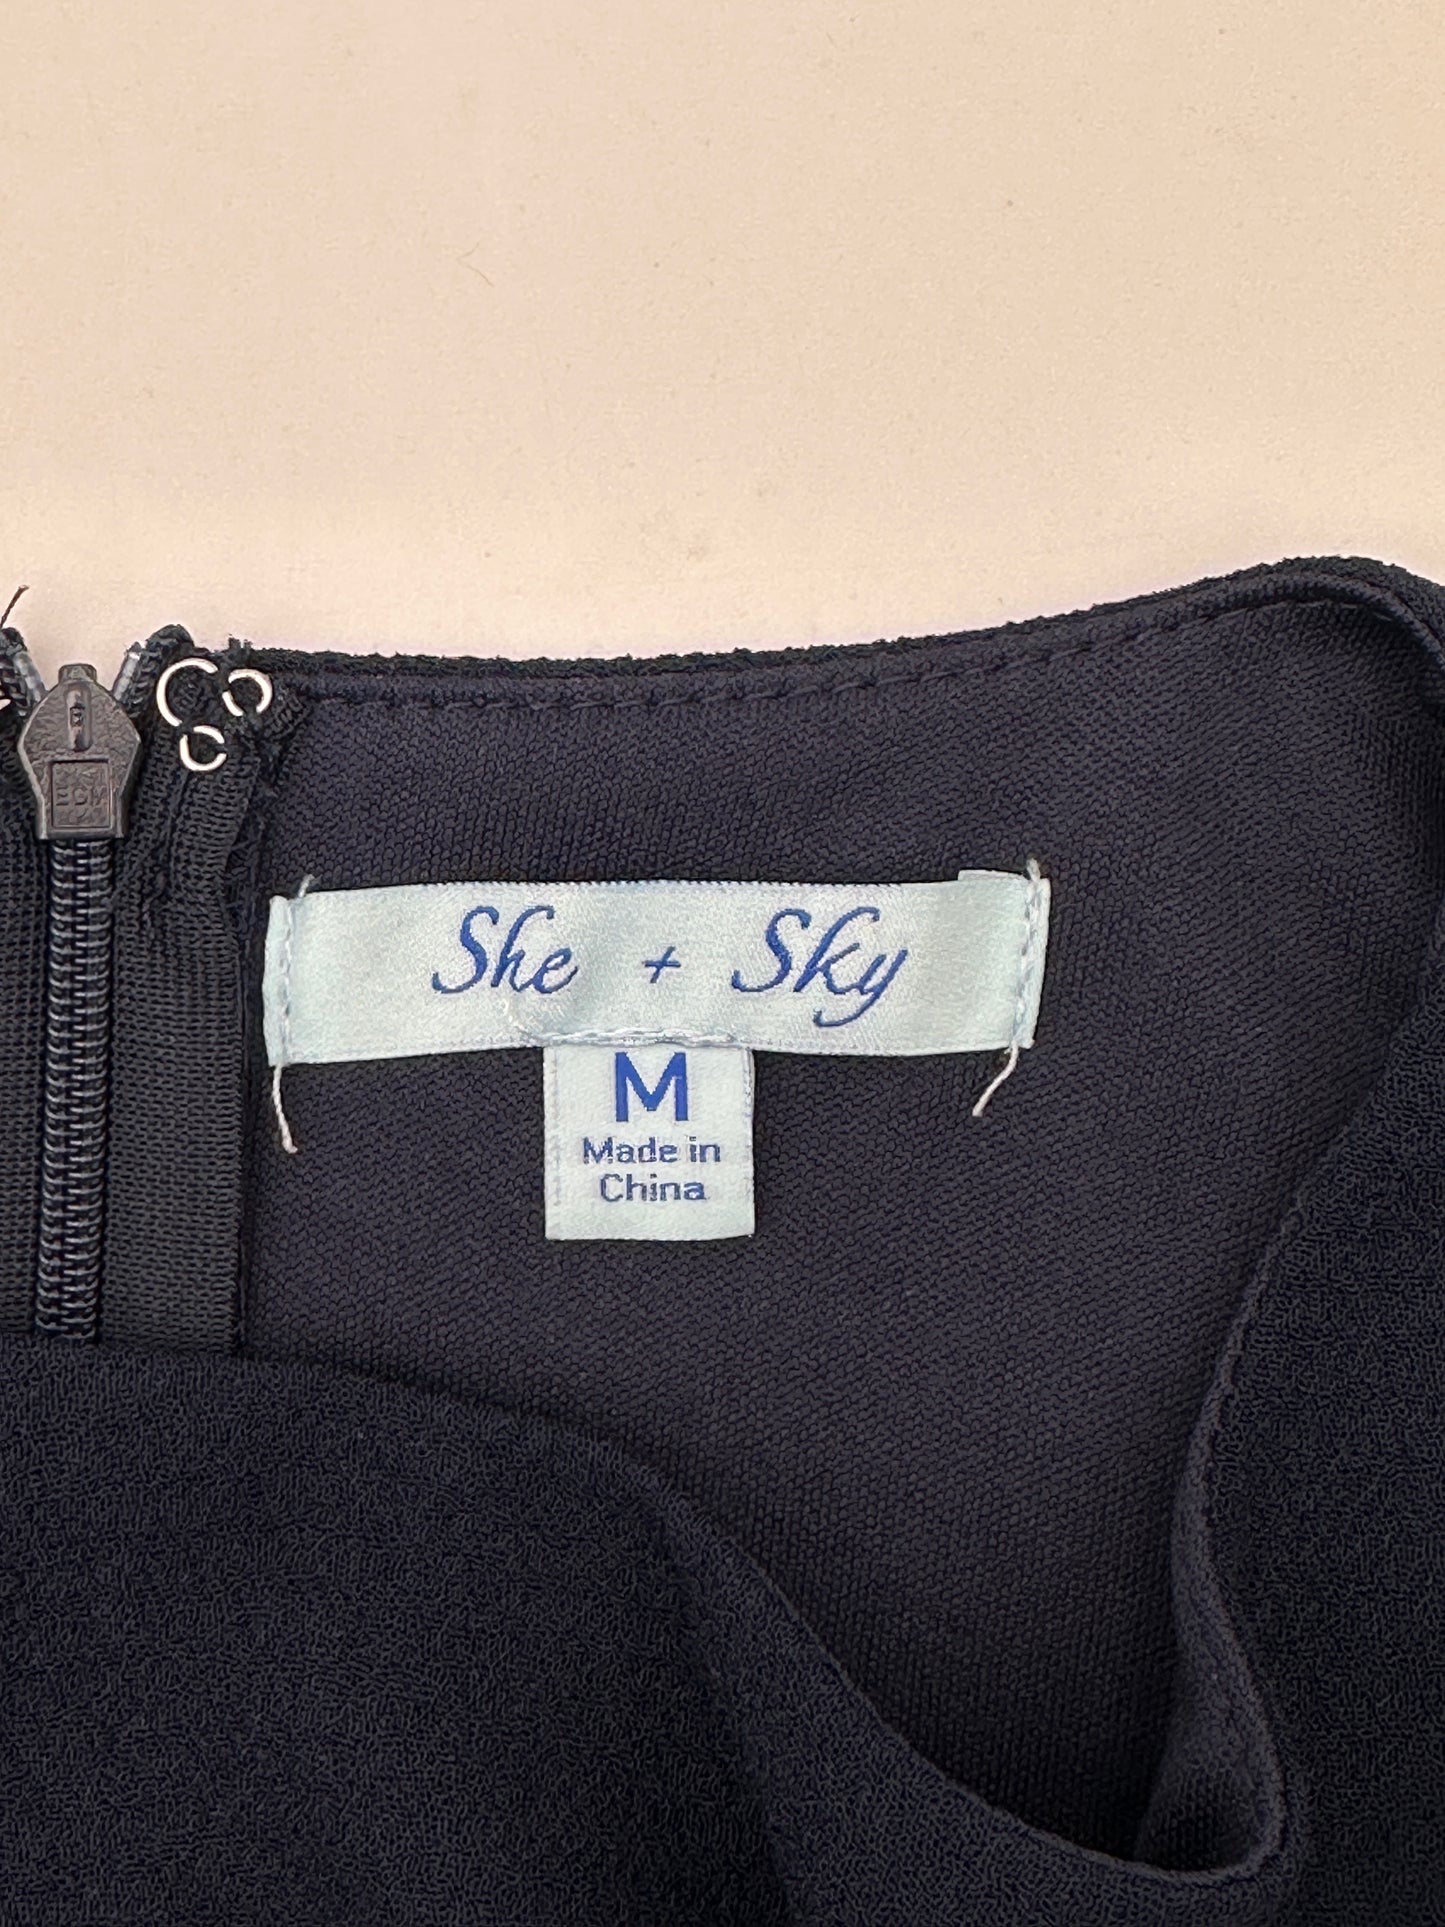 She + Sky
M
Made in
China